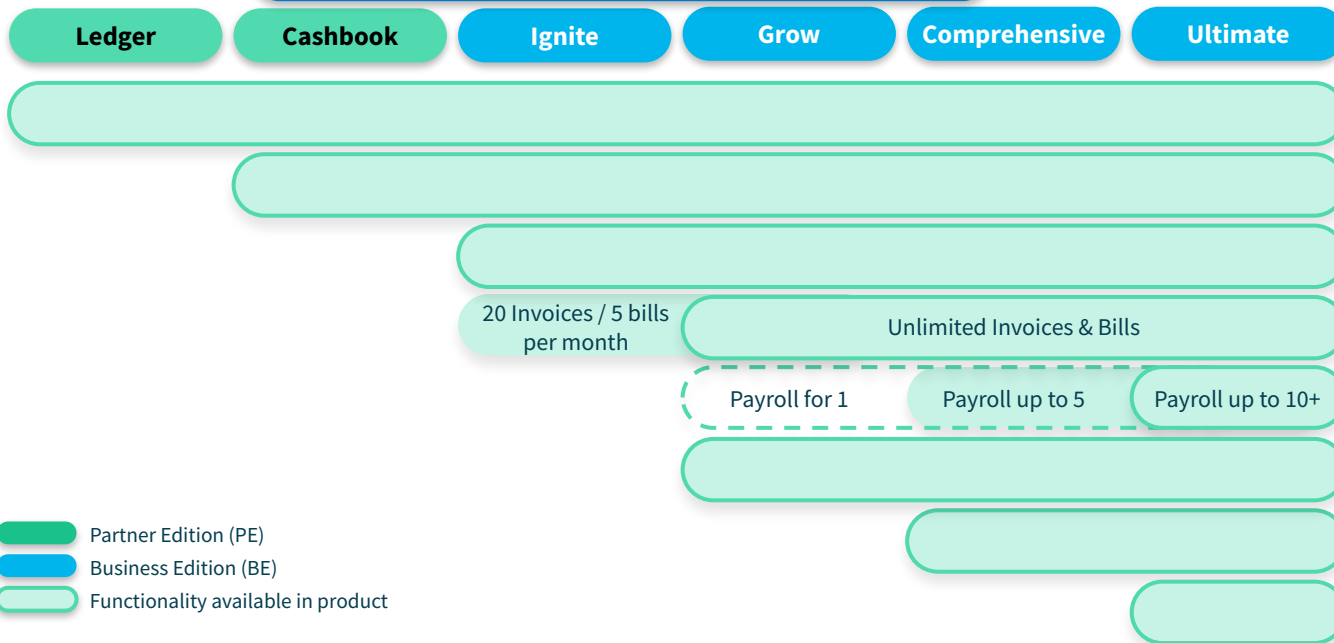 Ledger
Cashbook
Ignite
Grow
Comprehensive
Ultimate
20 Invoices / 5 bills
per month
Unlimited Invoices & Bills
Payroll for 1
Payroll up to 5
Payroll up to 10+
Partner Edition (PE)
Business Edition (BE)
Functionality available in product